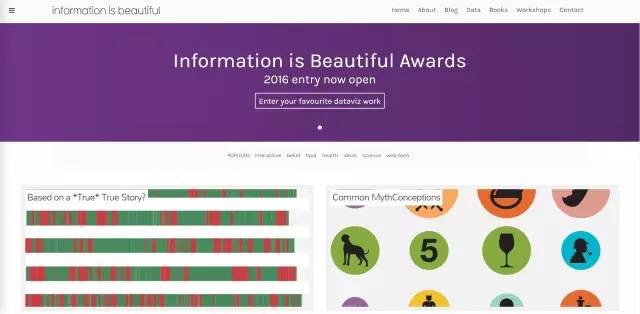 information is beautiful
Home About Blog Data Books Workshops Contact
Information is Beautiful Awards
2016 entry now open
Enter your favourite dataviz work
POPULAR interactive belief food health ideas science web-tech
Based on a *True* True Story?
Common MythConceptions
5